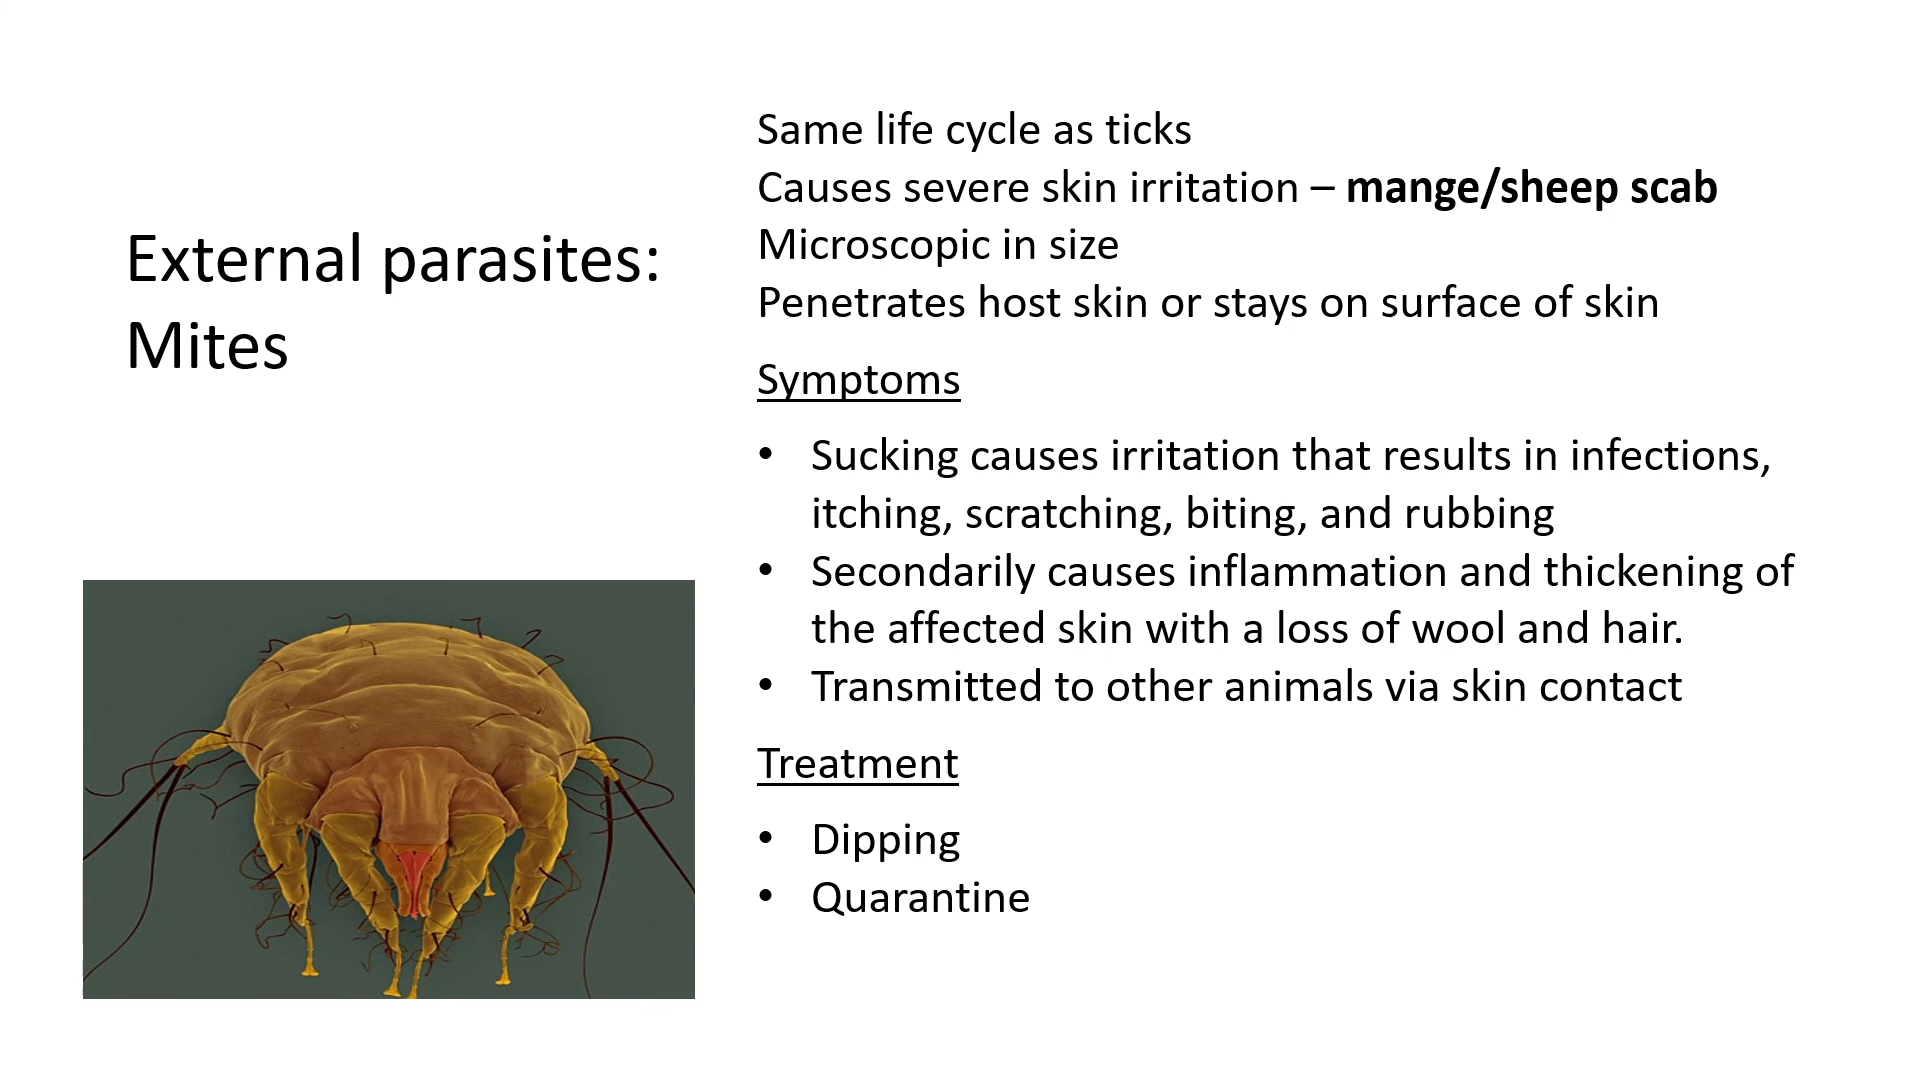 External parasites:
Mites
Same life cycle as ticks
Causes severe skin irritation – mange/sheep scab
Microscopic in size
Penetrates host skin or stays on surface of skin
Symptoms
• Sucking causes irritation that results in infections,
itching, scratching, biting, and rubbing
• Secondarily causes inflammation and thickening of
the affected skin with a loss of wool and hair.
• Transmitted to other animals via skin contact
Treatment
• Dipping
• Quarantine